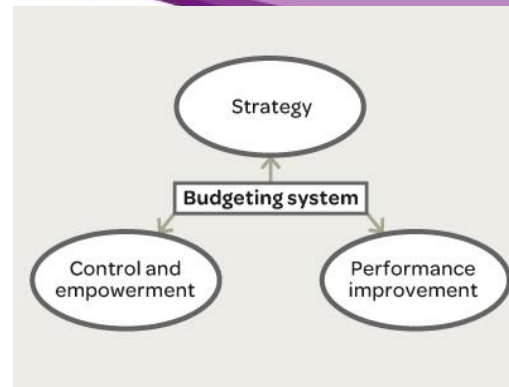 Strategy
Budgeting system
Control and
empowerment
Performance
improvement